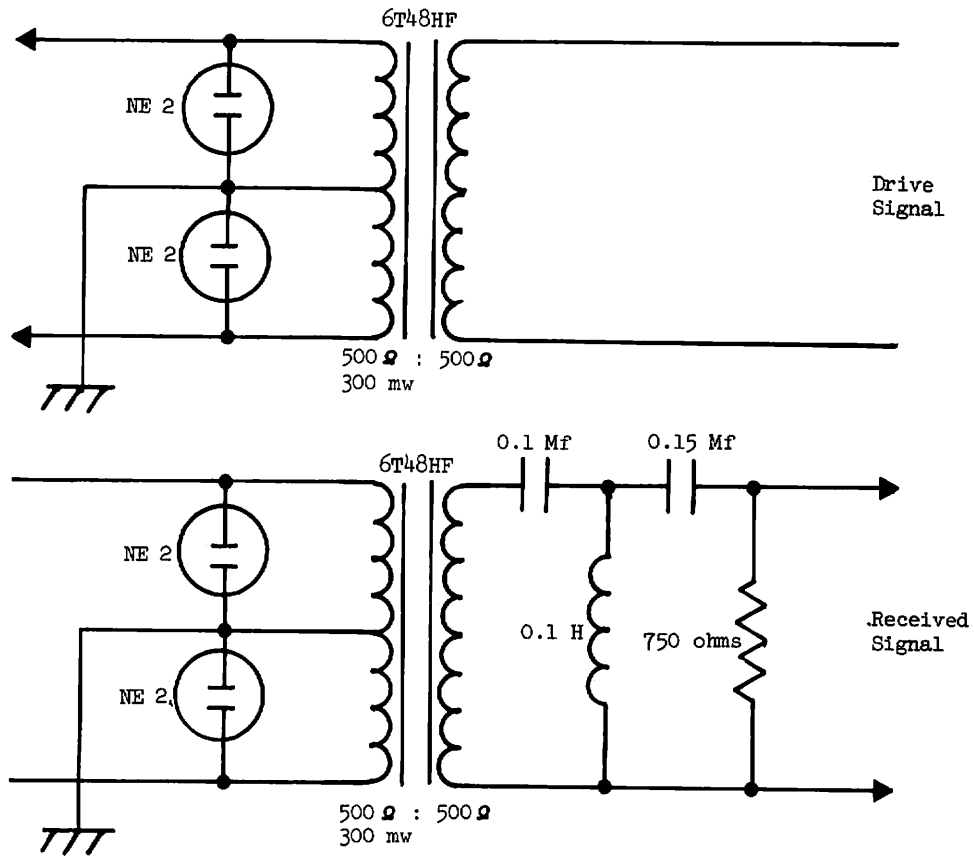 6T48HF
NE 2
NE 2
Drive
Signal
500 Ω : 500 Ω
300 mw
0.1 Mf
0.15 Mf
6T48HF
NE 2
0.1 H
750 ohms
Received
Signal
NE 2
500 Ω : 500 Ω
300 mw